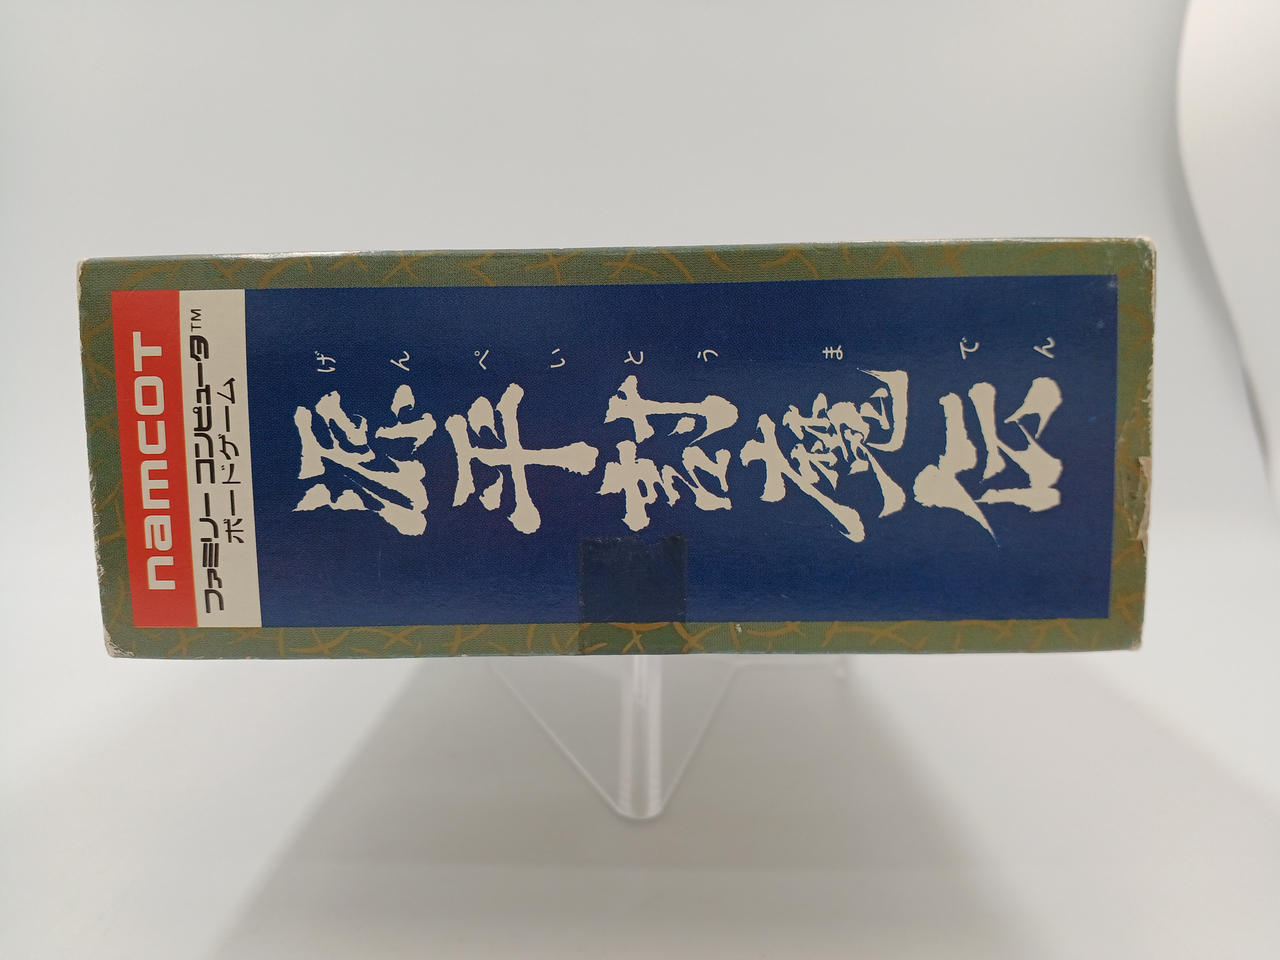 namcot
ファミリーコンピュータ™
ボードゲーム
げんぺいとうまでん
源平討魔伝